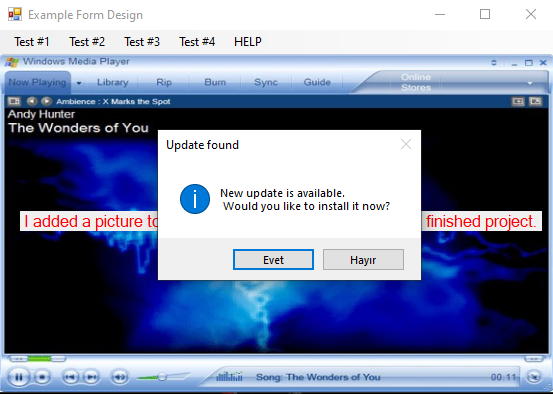 Example Form Design
Test #1 Test #2 Test #3 Test #4 HELP
Windows Media Player
Now Playing Library Rip Burn Sync Guide Online Stores
Ambience : X Marks the Spot
Andy Hunter
The Wonders of You
Update found
New update is available.
Would you like to install it now?
I added a picture to finished project.
Evet Hayır
Song: The Wonders of You 00:11